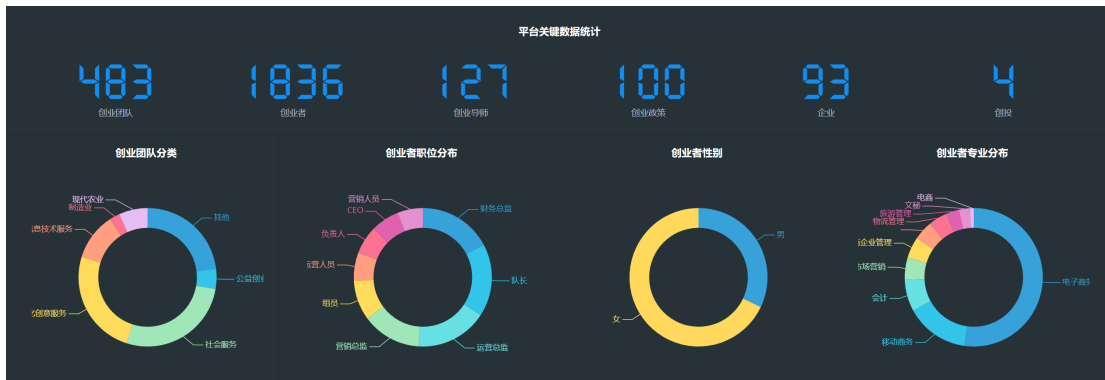 平台关键数据统计
483
1836
127
100
93
4
创业团队
创业者
创业导师
创业政策
企业
创投
创业团队分类
创业者职位分布
创业者性别
创业者专业分布
现代农业
制造业
息技术服务
创意服务
其他
公益创
社会服务
营销人员
CEO
负责人
运营人员
组员
营销总监
财务总监
队长
运营总监
男
女
电商
文秘
旅游管理
物流管理
企业管理
市场营销
会计
移动商务
电子商